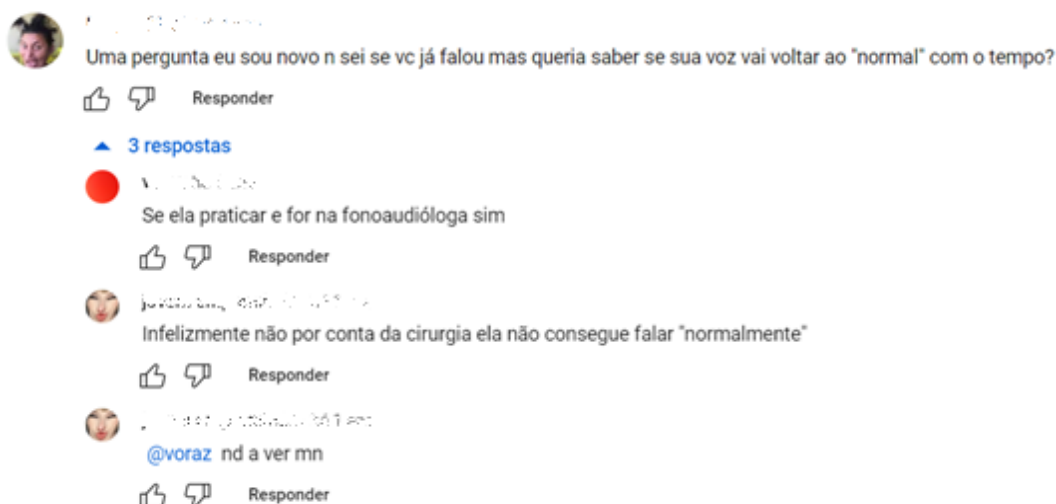 Uma pergunta eu sou novo n sei se vc já falou mas queria saber se sua voz vai voltar ao "normal" com o tempo?
Responder
3 respostas
Se ela praticar e for na fonoaudióloga sim
Responder
Infelizmente não por conta da cirurgia ela não consegue falar "normalmente"
Responder
@voraz nd a ver mn
Responder